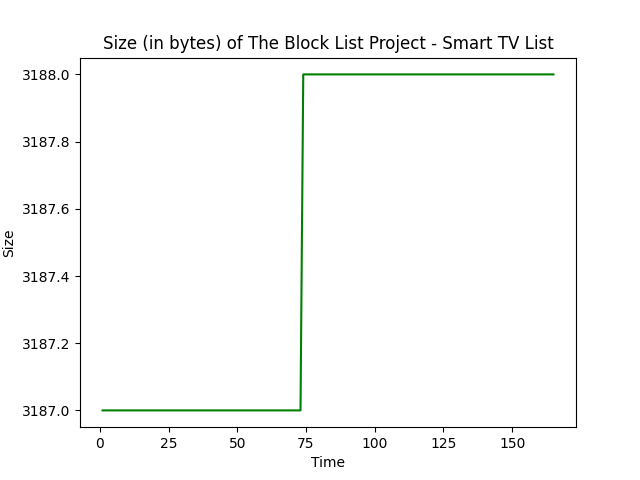 Size (in bytes) of The Block List Project - Smart TV List
3188.0
3187.8
3187.6
3187.4
3187.2
3187.0
Size
0 25 50 75 100 125 150
Time